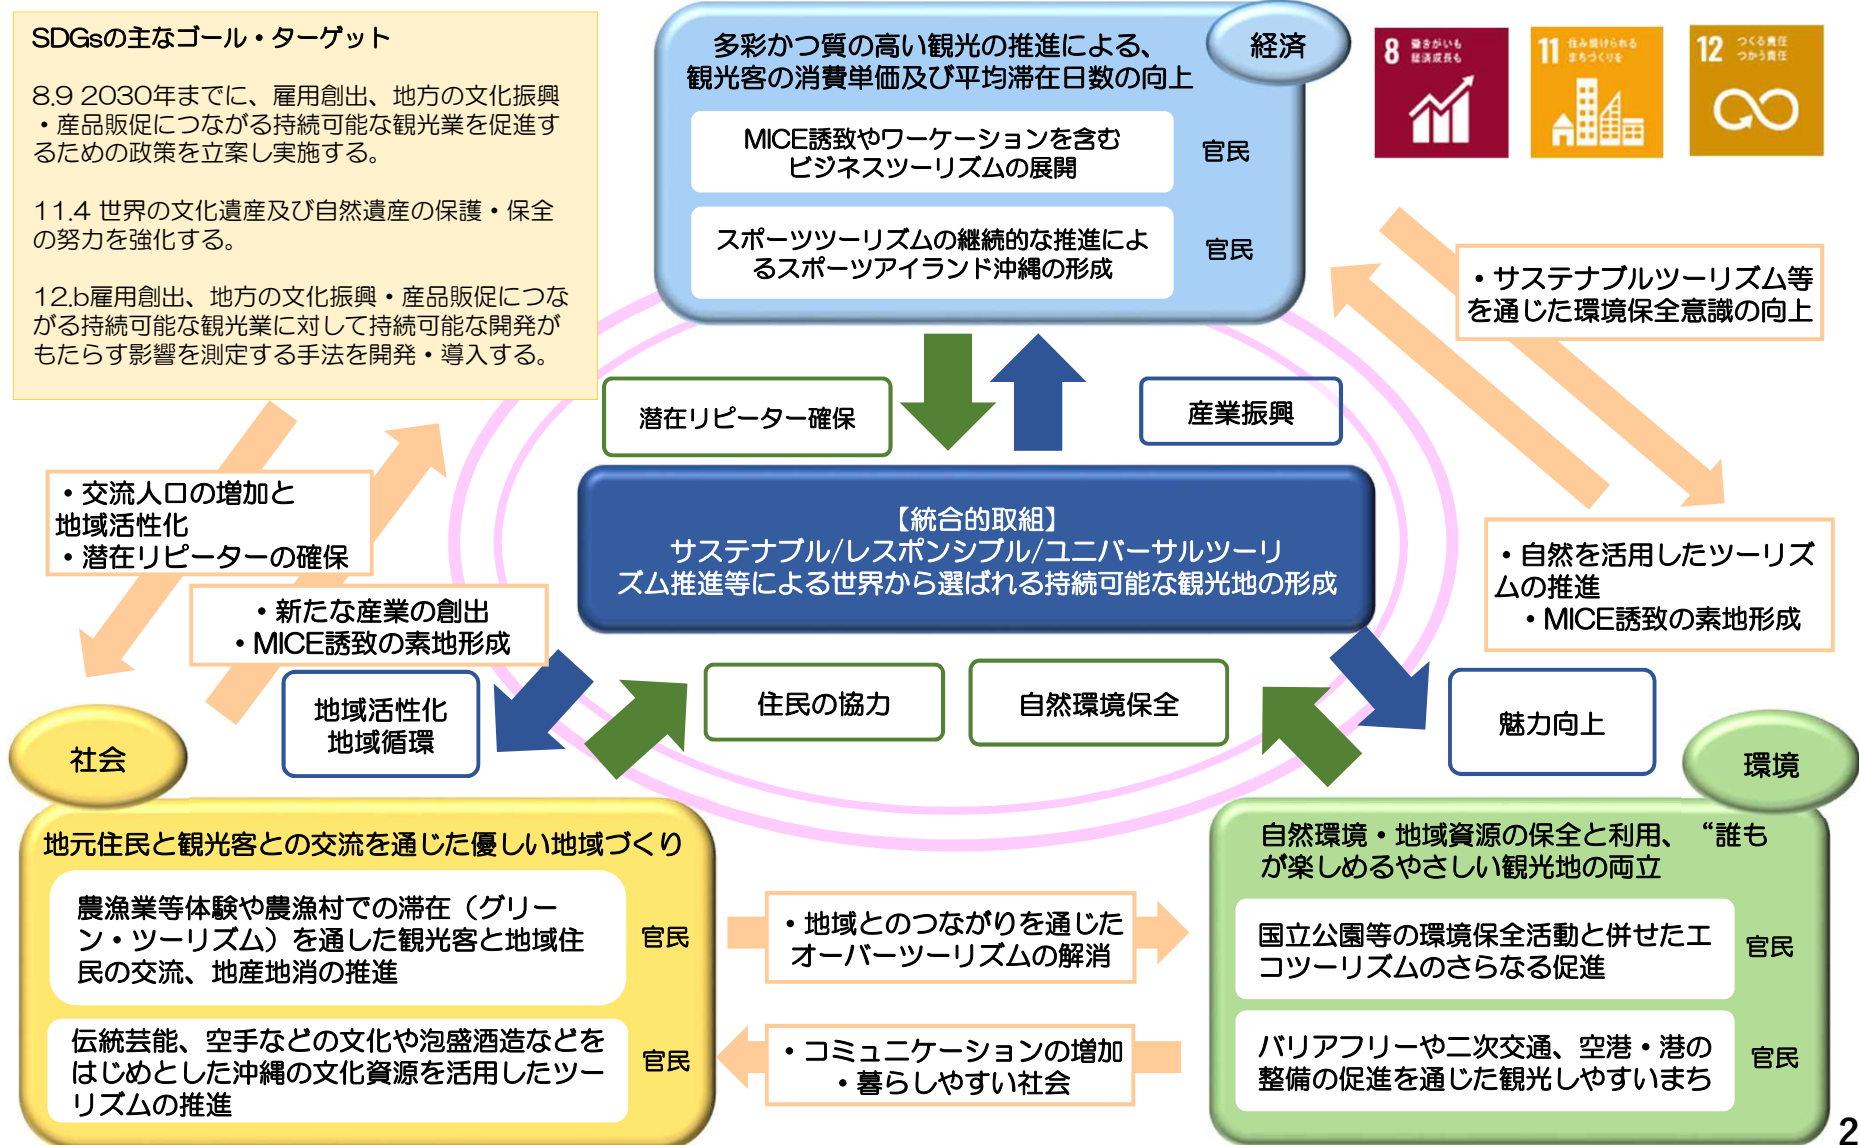 SDGsの主なゴール・ターゲット
8.9 2030年までに、雇用創出、地方の文化振興
・産品販促につながる持続可能な観光業を促進す
るための政策を立案し実施する。
11.4 世界の文化遺産及び自然遺産の保護・保全
の努力を強化する。
12.b雇用創出、地方の文化振興・産品販促につな
がる持続可能な観光業に対して持続可能な開発が
もたらす影響を測定する手法を開発・導入する。
経済
多彩かつ質の高い観光の推進による、
観光客の消費単価及び平均滞在日数の向上
MICE誘致やワーケーションを含む
ビジネスツーリズムの展開
官民
スポーツツーリズムの継続的な推進によ
るスポーツアイランド沖縄の形成
官民
8 働きがいも
経済成長も
11 住み続けられる
まちづくりを
12 つくる責任
つかう責任
・サステナブルツーリズム等
を通じた環境保全意識の向上
潜在リピーター確保
産業振興
・交流人口の増加と
地域活性化
・潜在リピーターの確保
・新たな産業の創出
・MICE誘致の素地形成
【統合的取組】
サステナブル/レスポンシブル/ユニバーサルツーリ
ズム推進等による世界から選ばれる持続可能な観光地の形成
・自然を活用したツーリズ
ムの推進
・MICE誘致の素地形成
地域活性化
地域循環
住民の協力
自然環境保全
魅力向上
社会
地元住民と観光客との交流を通じた優しい地域づくり
農漁業等体験や農漁村での滞在（グリー
ン・ツーリズム）を通した観光客と地域住
民の交流、地産地消の推進
官民
伝統芸能、空手などの文化や泡盛酒造などを
はじめとした沖縄の文化資源を活用したツー
リズムの推進
官民
・地域とのつながりを通じた
オーバーツーリズムの解消
・コミュニケーションの増加
・暮らしやすい社会
環境
自然環境・地域資源の保全と利用、“誰も
が楽しめるやさしい観光地の両立
国立公園等の環境保全活動と併せたエ
コツーリズムのさらなる促進
官民
バリアフリーや二次交通、空港・港の
整備の促進を通じた観光しやすいまち
官民
2